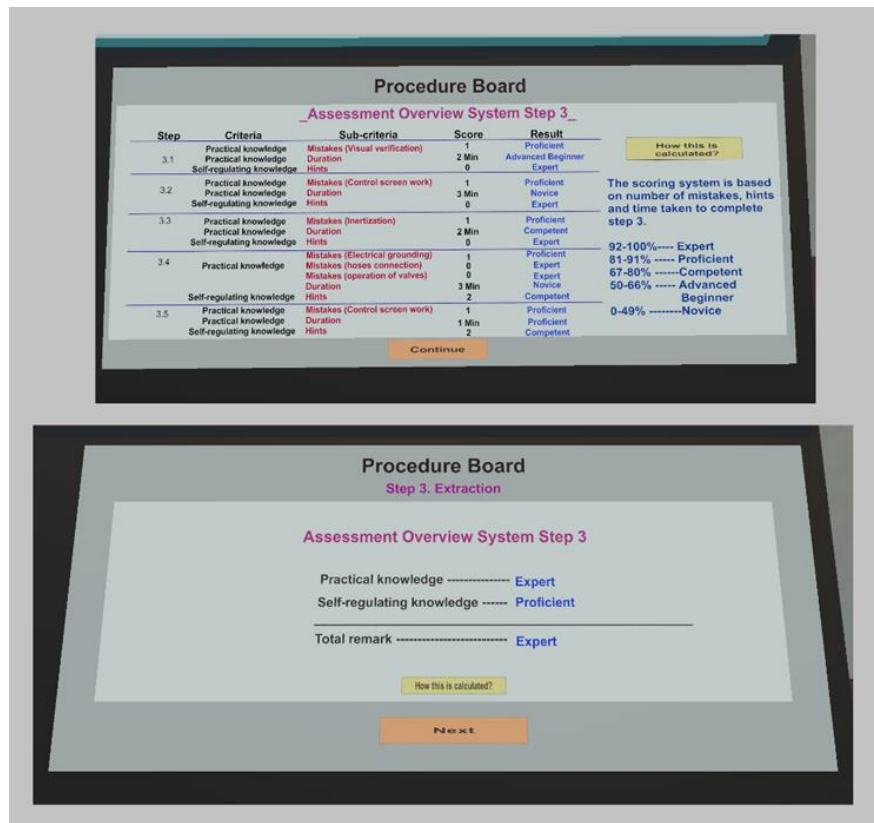 Procedure Board
_Assessment Overview System Step 3_
Step Criteria Sub-criteria Score Result
3.1 Practical knowledge Mistakes (Visual verification) 1 Proficient
Practical knowledge Duration 2 Min Advanced Beginner
Self-regulating knowledge Hints 0 Expert
3.2 Practical knowledge Mistakes (Control screen work) 1 Proficient
Practical knowledge Duration 3 Min Novice
Self-regulating knowledge Hints 0 Expert
3.3 Practical knowledge Mistakes (Inertization) 1 Proficient
Practical knowledge Duration 2 Min Competent
Self-regulating knowledge Hints 0 Expert
3.4 Practical knowledge Mistakes (Electrical grounding) 1 Proficient
Mistakes (hoses connection) 0 Expert
Mistakes (operation of valves) 0 Expert
Duration 3 Min Novice
Self-regulating knowledge Hints 2 Competent
3.5 Practical knowledge Mistakes (Control screen work) 1 Proficient
Practical knowledge Duration 1 Min Proficient
Self-regulating knowledge Hints 2 Competent
How this is
calculated?
The scoring system is based
on number of mistakes, hints
and time taken to complete
step 3.
92-100%---- Expert
81-91% ----- Proficient
67-80% ------Competent
50-66% ----- Advanced
Beginner
0-49% --------Novice
Continue
Procedure Board
Step 3. Extraction
Assessment Overview System Step 3
Practical knowledge --------------- Expert
Self-regulating knowledge ------ Proficient
Total remark -------------------------- Expert
How this is calculated?
Next